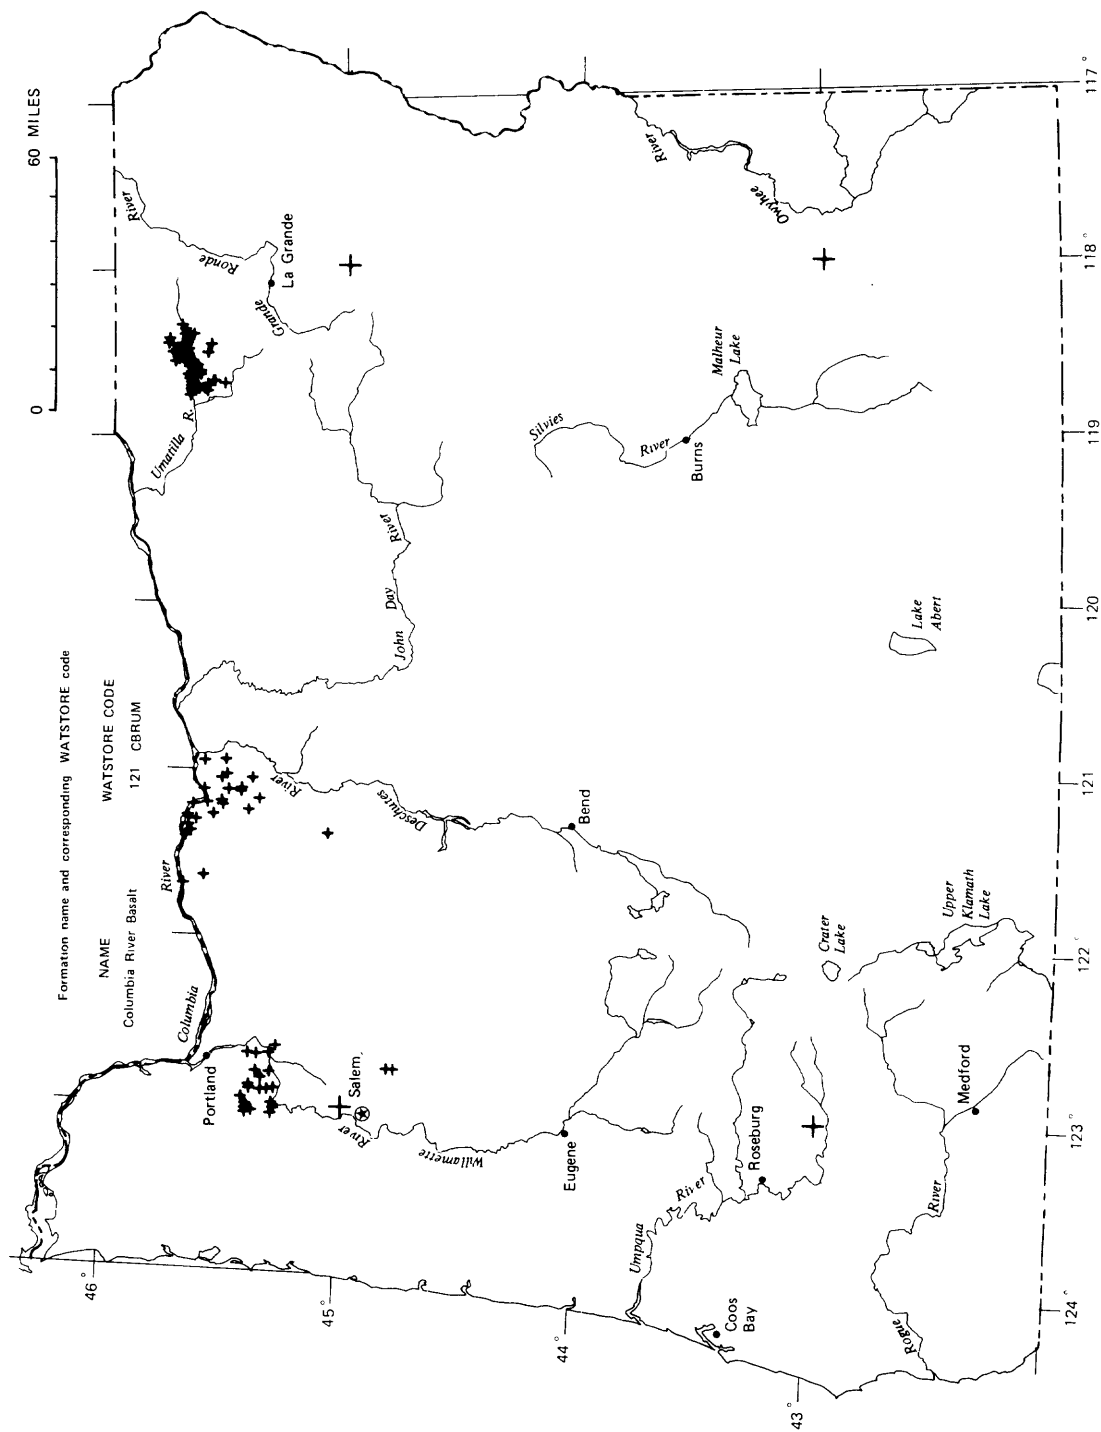 Formation name and corresponding WATSTORE code
NAME
WATSTORE CODE
Columbia River Basalt
121 CBRUM
0
60 MILES
46°
45°
44°
43°
124°
123°
122°
121
120
119
118°
117°
Columbia
River
Portland
Salem
River
Willamette
Eugene
Umpqua
River
Roseburg
Coos
Bay
Rogue
River
Medford
Crater
Lake
Upper
Klamath
Lake
Bend
Deschutes
River
John
Day
River
Umatilla
R.
Grande
Ronde
River
La Grande
Silvies
River
Burns
Malheur
Lake
Lake
Abert
Owyhee
River